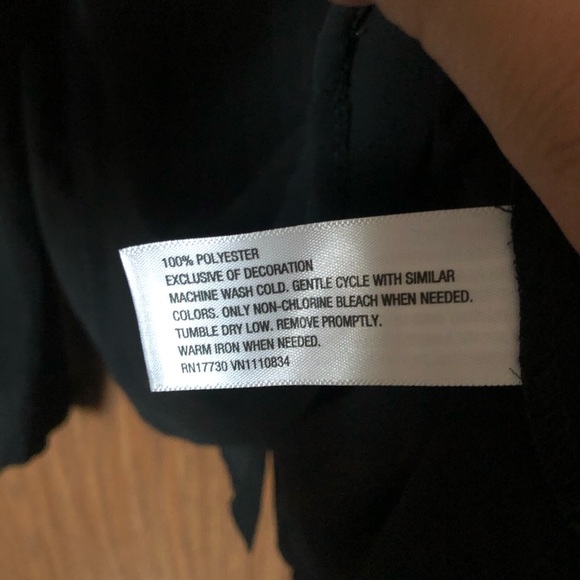 100% POLYESTER
EXCLUSIVE OF DECORATION
MACHINE WASH COLD. GENTLE CYCLE WITH SIMILAR
COLORS. ONLY NON-CHLORINE BLEACH WHEN NEEDED.
TUMBLE DRY LOW. REMOVE PROMPTLY.
WARM IRON WHEN NEEDED.
RN17730 VN1110834